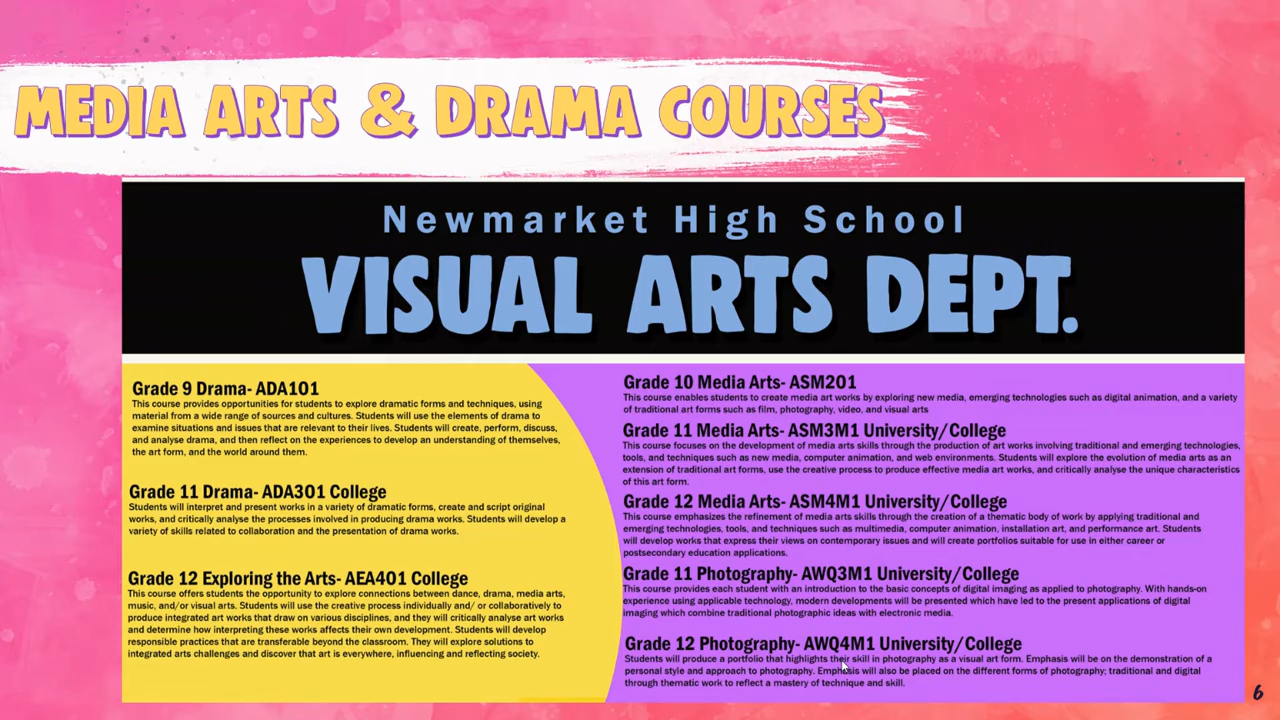 MEDIA ARTS & DRAMA COURSES
Newmarket High School
VISUAL ARTS DEPT.
Grade 9 Drama- ADA1O1
This course provides opportunities for students to explore dramatic forms and techniques, using
material from a wide range of sources and cultures. Students will use the elements of drama to
examine situations and issues that are relevant to their lives. Students will create, perform, discuss,
and analyse drama, and then reflect on the experiences to develop an understanding of themselves,
the art form, and the world around them.
Grade 11 Drama- ADA3O1 College
Students will interpret and present works in a variety of dramatic forms, create and script original
works, and critically analyse the processes involved in producing drama works. Students will develop a
variety of skills related to collaboration and the presentation of drama works.
Grade 12 Exploring the Arts- AEA4O1 College
This course offers students the opportunity to explore connections between dance, drama, media arts,
music, and/or visual arts. Students will use the creative process individually and/ or collaboratively to
produce integrated art works that draw on various disciplines, and they will critically analyse art works
and determine how interpreting these works affects their own development. Students will develop
responsible practices that are transferable beyond the classroom. They will explore solutions to
integrated arts challenges and discover that art is everywhere, influencing and reflecting society.
Grade 10 Media Arts- ASM2O1
This course enables students to create media art works by exploring new media, emerging technologies such as digital animation, and a variety
of traditional art forms such as film, photography, video, and visual arts
Grade 11 Media Arts- ASM3M1 University/College
This course focuses on the development of media arts skills through the production of art works involving traditional and emerging technologies,
tools, and techniques such as new media, computer animation, and web environments. Students will explore the evolution of media arts as an
extension of traditional art forms, use the creative process to produce effective media art works, and critically analyse the unique characteristics
of this art form.
Grade 12 Media Arts- ASM4M1 University/College
This course emphasizes the refinement of media arts skills through the creation of a thematic body of work by applying traditional and
emerging technologies, tools, and techniques such as multimedia, computer animation, installation art, and performance art. Students
will develop works that express their views on contemporary issues and will create portfolios suitable for use in either career or
postsecondary education applications.
Grade 11 Photography- AWQ3M1 University/College
This course provides each student with an introduction to the basic concepts of digital imaging as applied to photography. With hands-on
experience using applicable technology, modern developments will be presented which have led to the present applications of digital
imaging which combine traditional photographic ideas with electronic media.
Grade 12 Photography- AWQ4M1 University/College
Students will produce a portfolio that highlights their skill in photography as a visual art form. Emphasis will be on the demonstration of a
personal style and approach to photography. Emphasis will also be placed on the different forms of photography; traditional and digital
through thematic work to reflect a mastery of technique and skill.
6